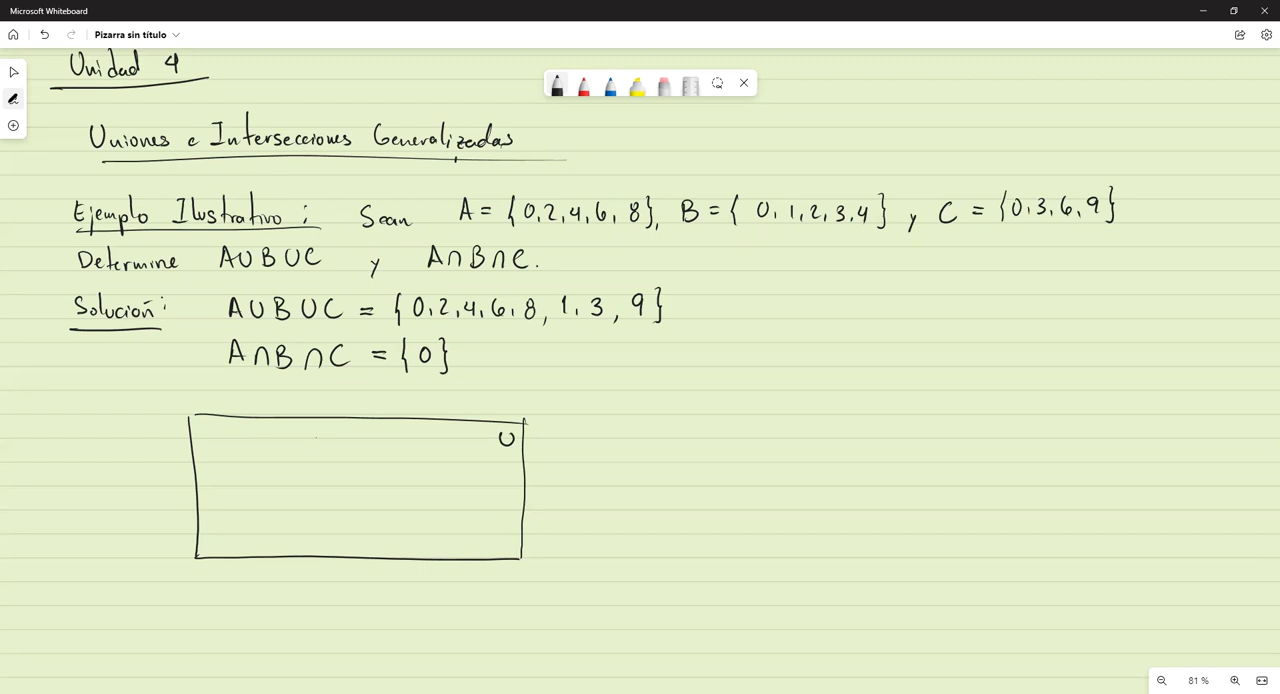 Microsoft Whiteboard
Pizarra sin título
Unidad 4
Uniones e Intersecciones Generalizadas
Ejemplo Ilustrativo: Sean A = {0,2,4,6,8}, B = { 0,1,2,3,4} y C = {0,3,6,9}
Determine A∪B∪C y A∩B∩C.
Solución: A∪B∪C = {0,2,4,6,8,1,3,9}
A∩B∩C = {0}
U
81 %